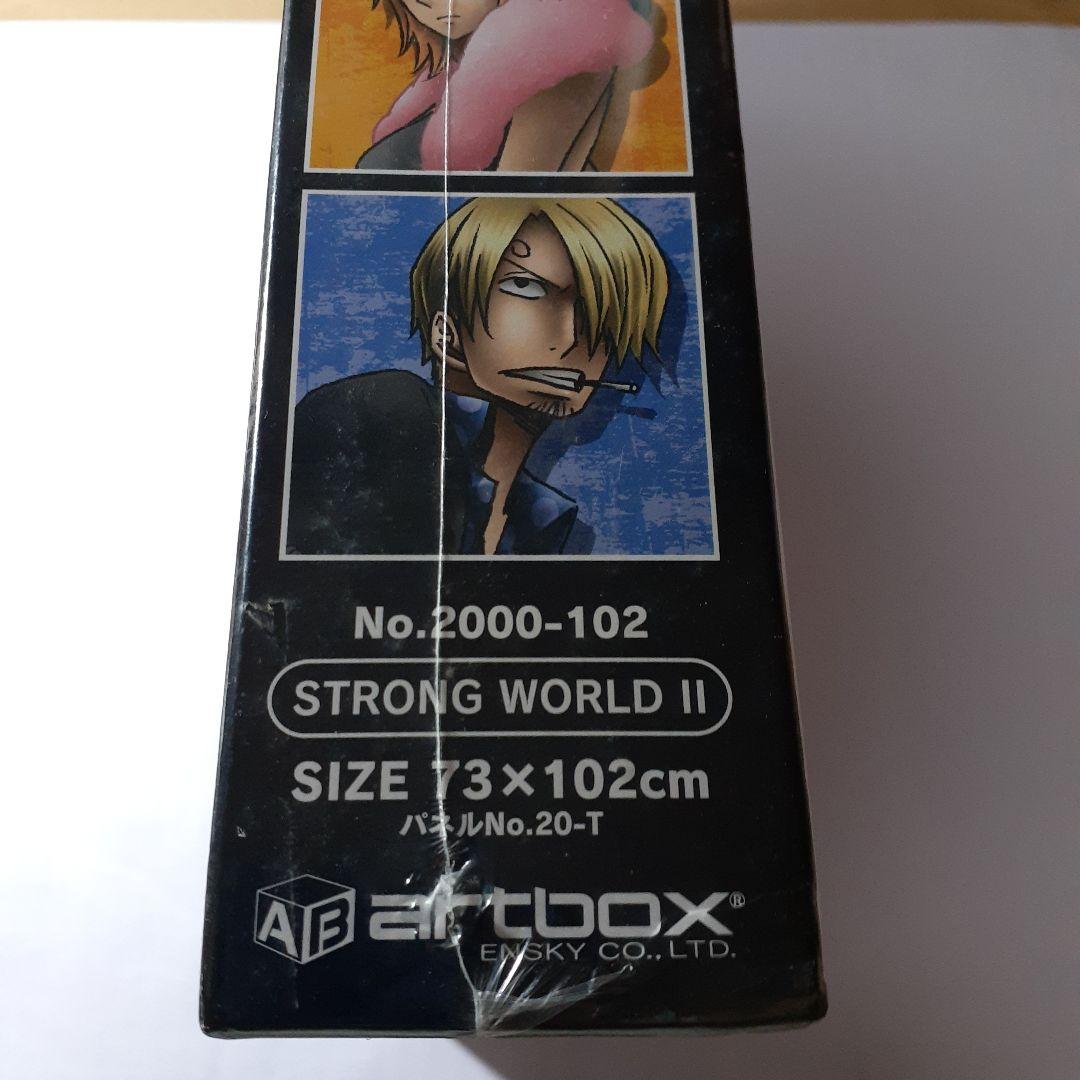 No.2000-102
STRONG WORLD II
SIZE 73×102cm
パネルNo.20-T
AB artbox®
ENSKY CO., LTD.